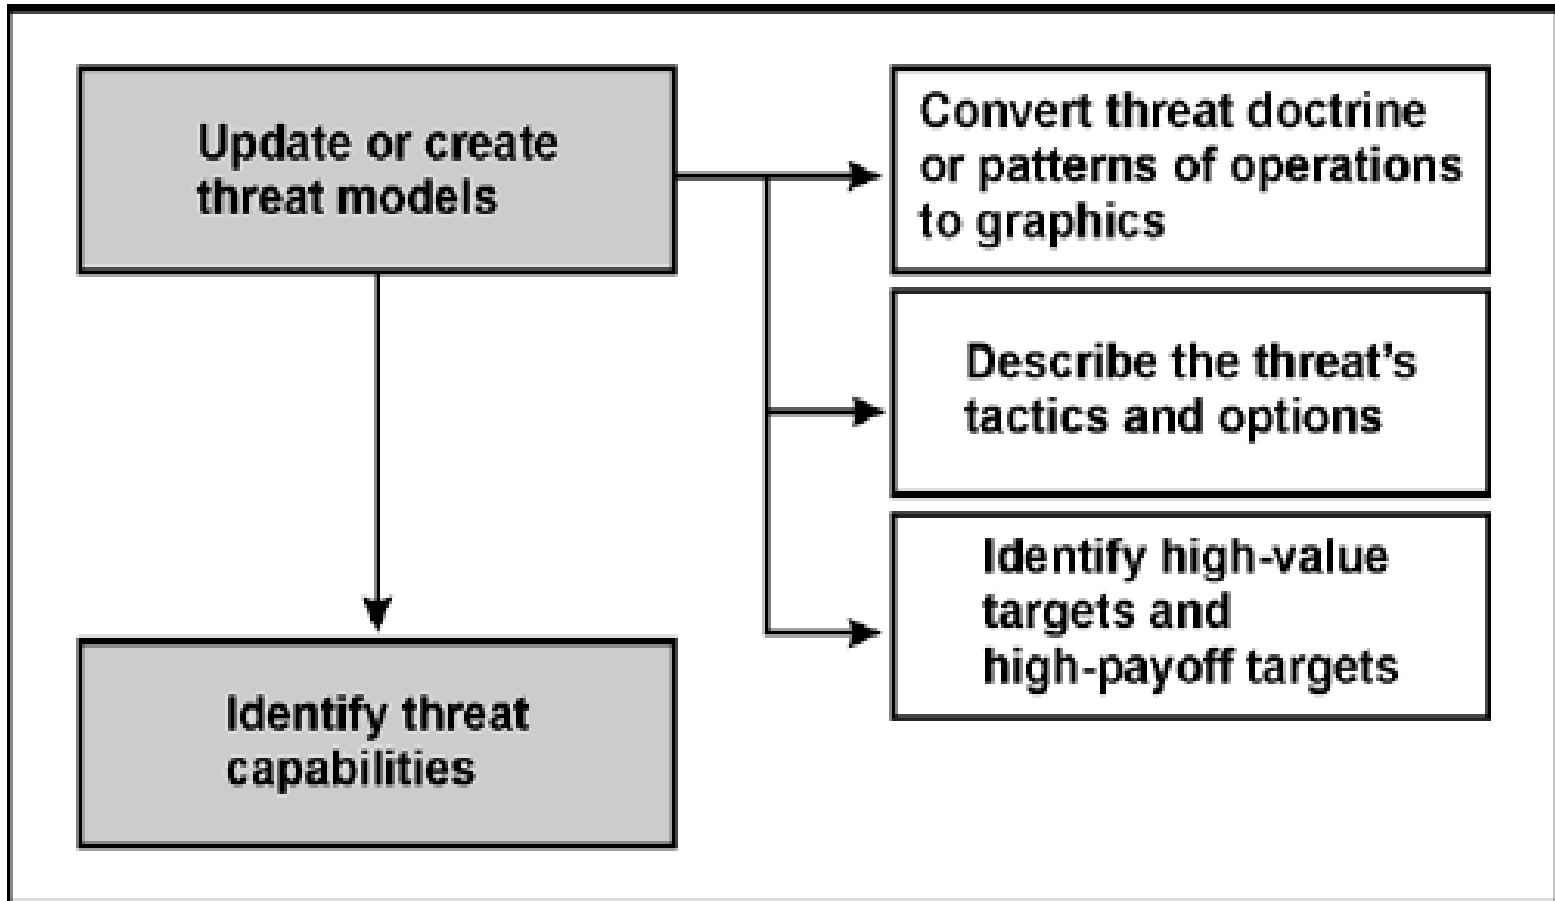 Update or create
threat models
Convert threat doctrine
or patterns of operations
to graphics
Describe the threat’s
tactics and options
Identify high-value
targets and
high-payoff targets
Identify threat
capabilities